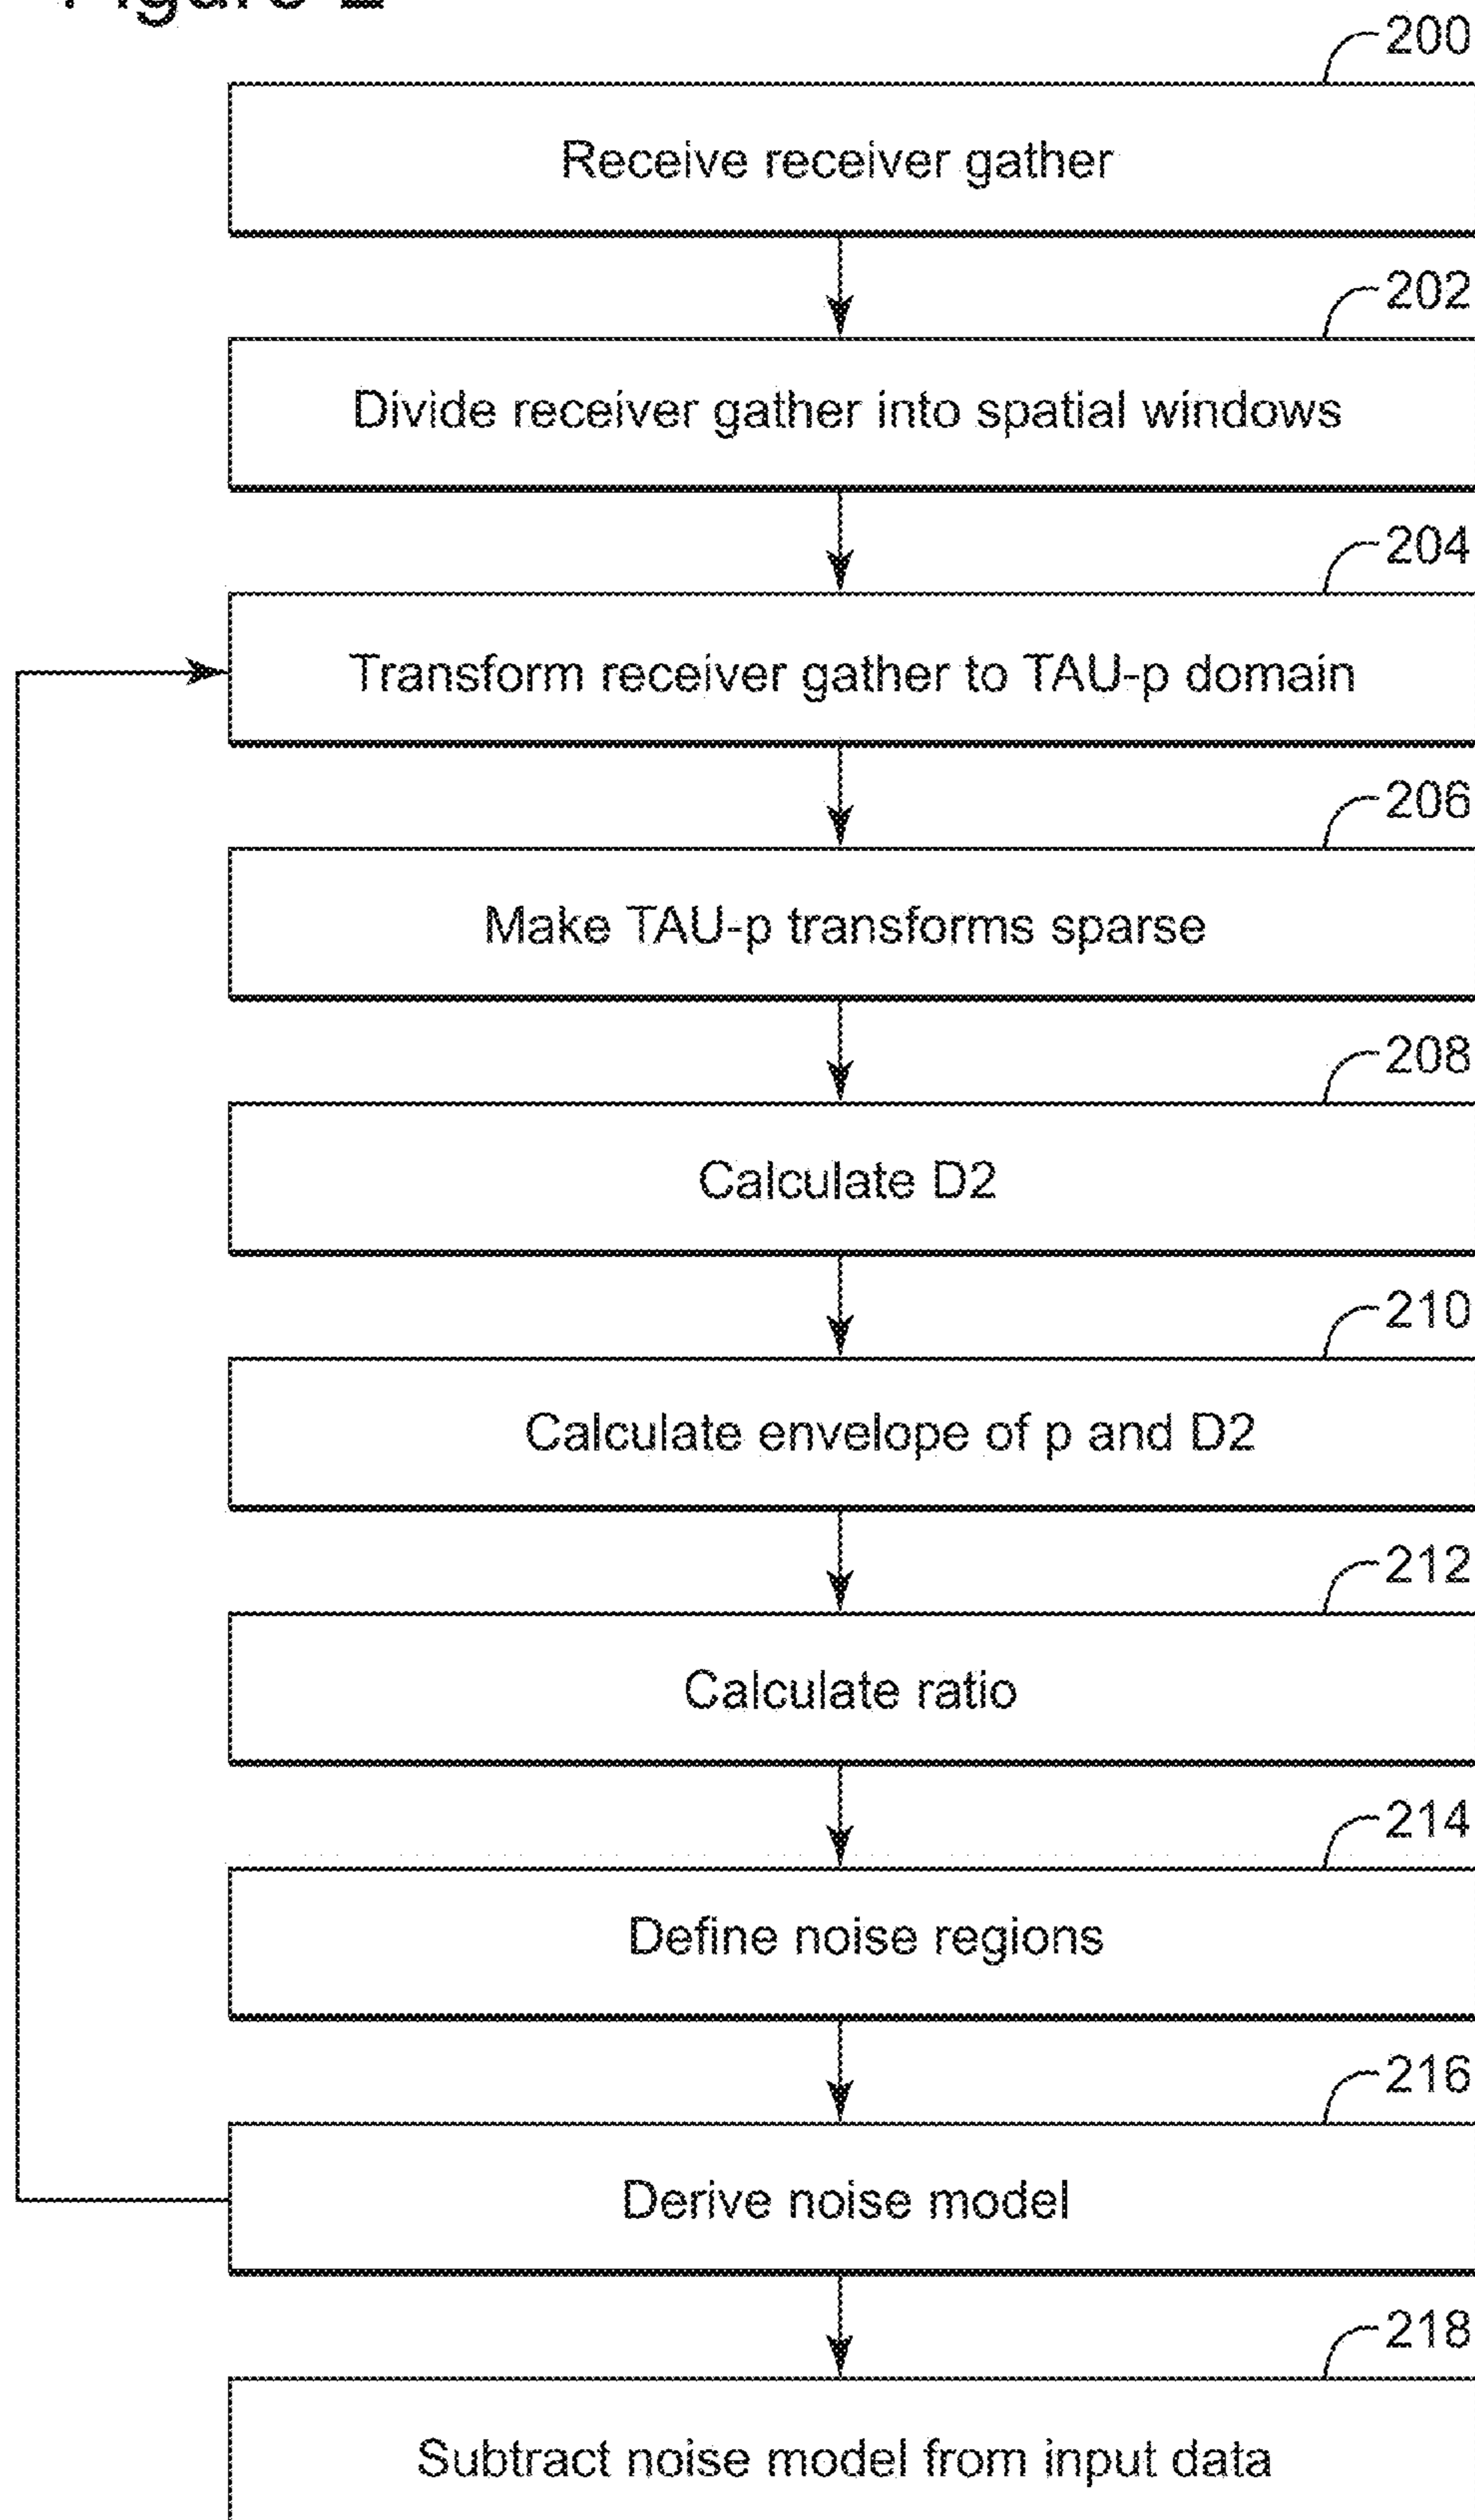 200
Receive receiver gather
202
Divide receiver gather into spatial windows
204
Transform receiver gather to TAU-p domain
206
Make TAU-p transforms sparse
208
Calculate D2
210
Calculate envelope of p and D2
212
Calculate ratio
214
Define noise regions
216
Derive noise model
218
Subtract noise model from input data